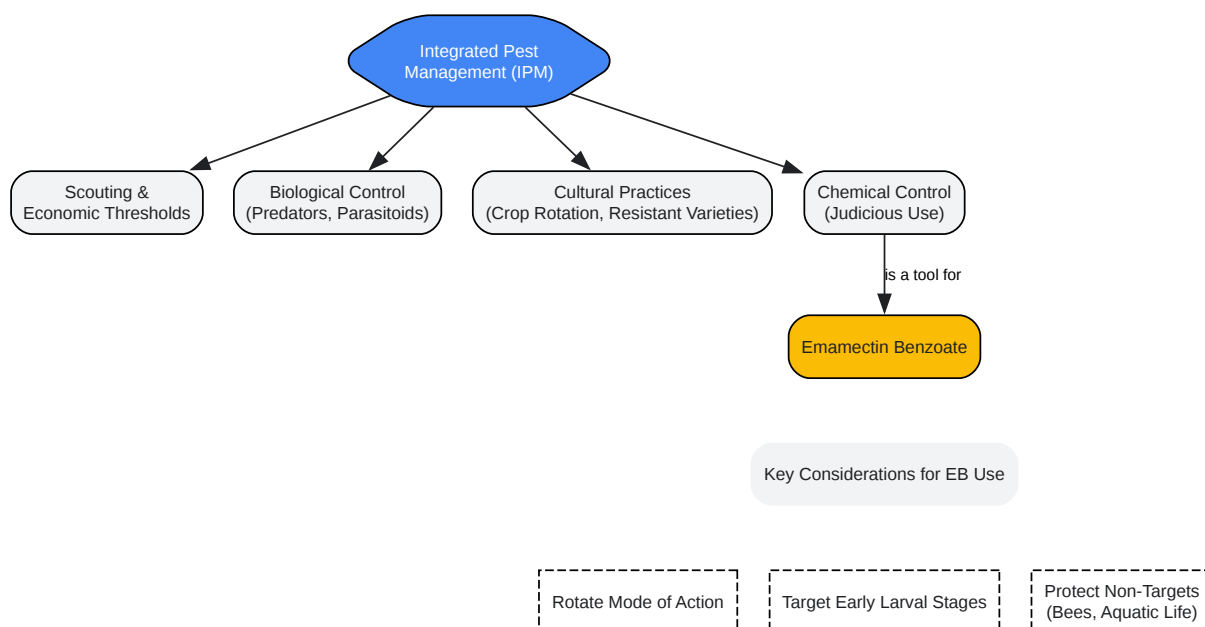 Integrated Pest
Management (IPM)
Scouting &
Economic Thresholds
Biological Control
(Predators, Parasitoids)
Cultural Practices
(Crop Rotation, Resistant Varieties)
Chemical Control
(Judicious Use)
is a tool for
Emamectin Benzoate
Key Considerations for EB Use
Rotate Mode of Action
Target Early Larval Stages
Protect Non-Targets
(Bees, Aquatic Life)